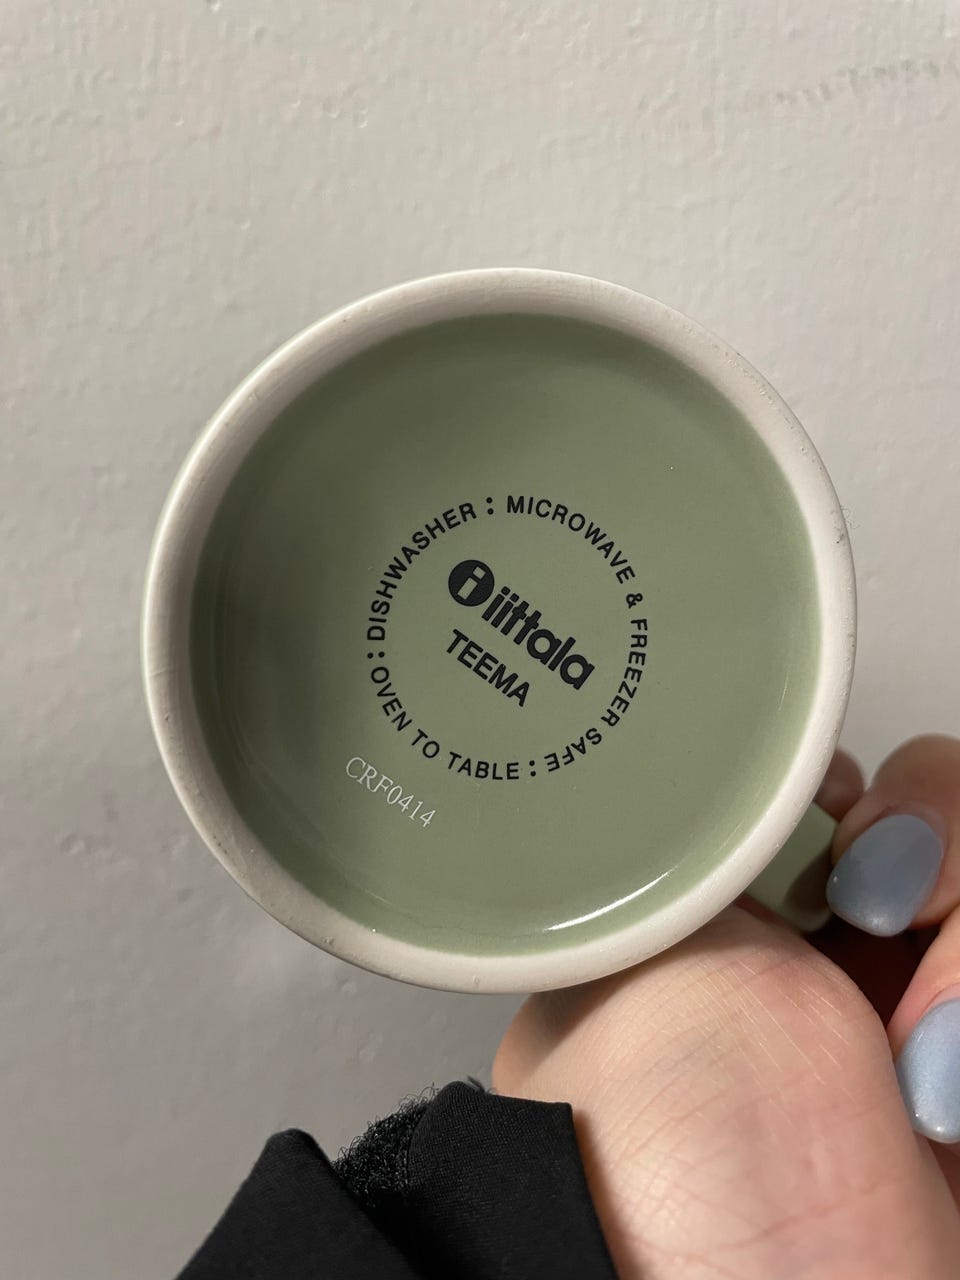 DISHWASHER : MICROWAVE & FREEZER SAFE : OVEN TO TABLE :
i iittala
TEEMA
CRF0414